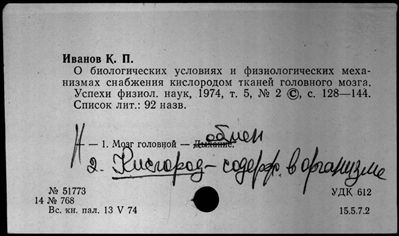 Иванов К. П.
О биологических условиях и физиологических меха-
низмах снабжения кислородом тканей головного мозга.
Успехи физиол. наук, 1974, т. 5, № 2 ©, с. 128—144.
Список лит.: 92 назв.
обмен
Н — 1. Мозг головной — Дыхание.
2. Кислород — содерж. в организме
№ 51773
УДК 612
14 № 768
Вс. кн. пал. 13 V 74
15.5.7.2